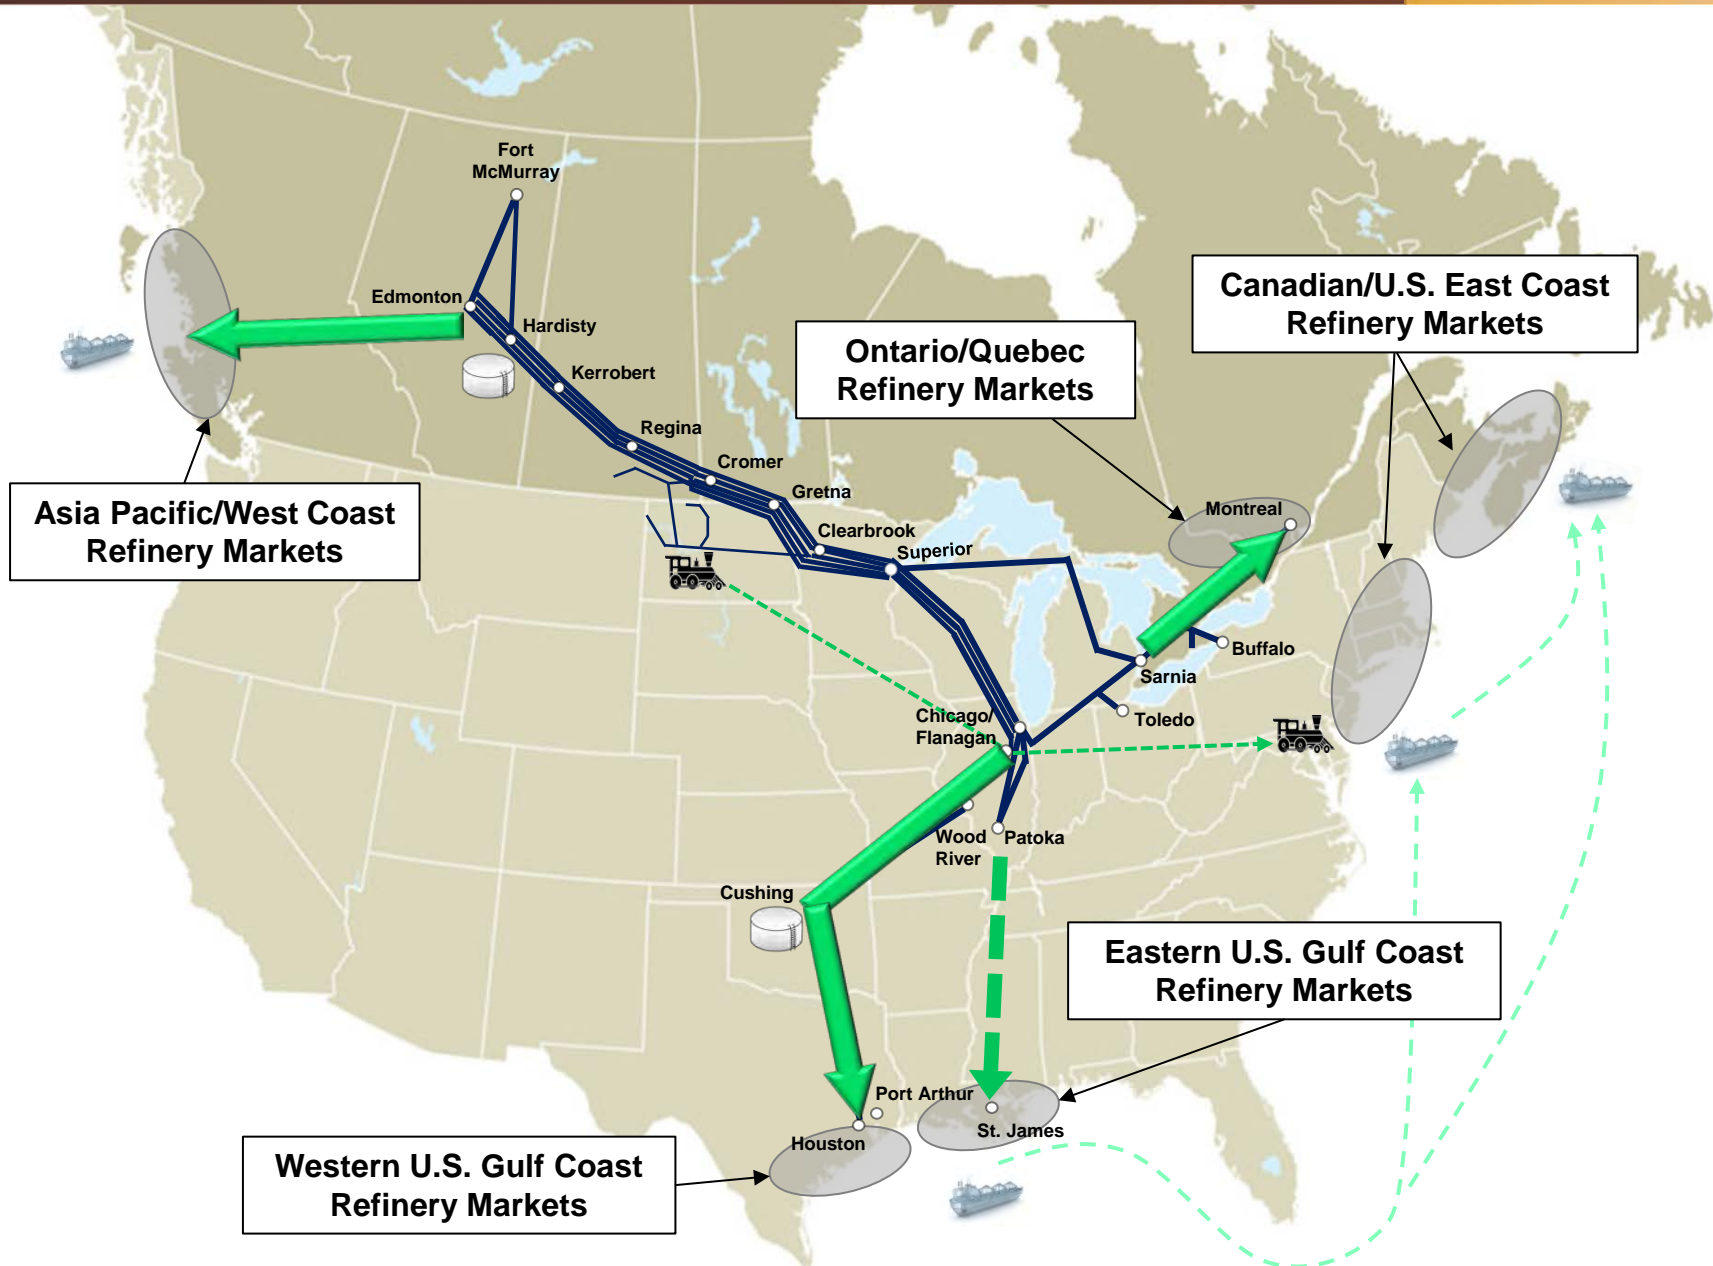 Fort
McMurray
Edmonton
Hardisty
Kerrobert
Regina
Cromer
Gretna
Clearbrook
Superior
Canadian/U.S. East Coast
Refinery Markets
Ontario/Quebec
Refinery Markets
Asia Pacific/West Coast
Refinery Markets
Montreal
Buffalo
Sarnia
Toledo
Chicago/
Flanagan
Wood
River
Patoka
Cushing
Eastern U.S. Gulf Coast
Refinery Markets
Port Arthur
St. James
Houston
Western U.S. Gulf Coast
Refinery Markets